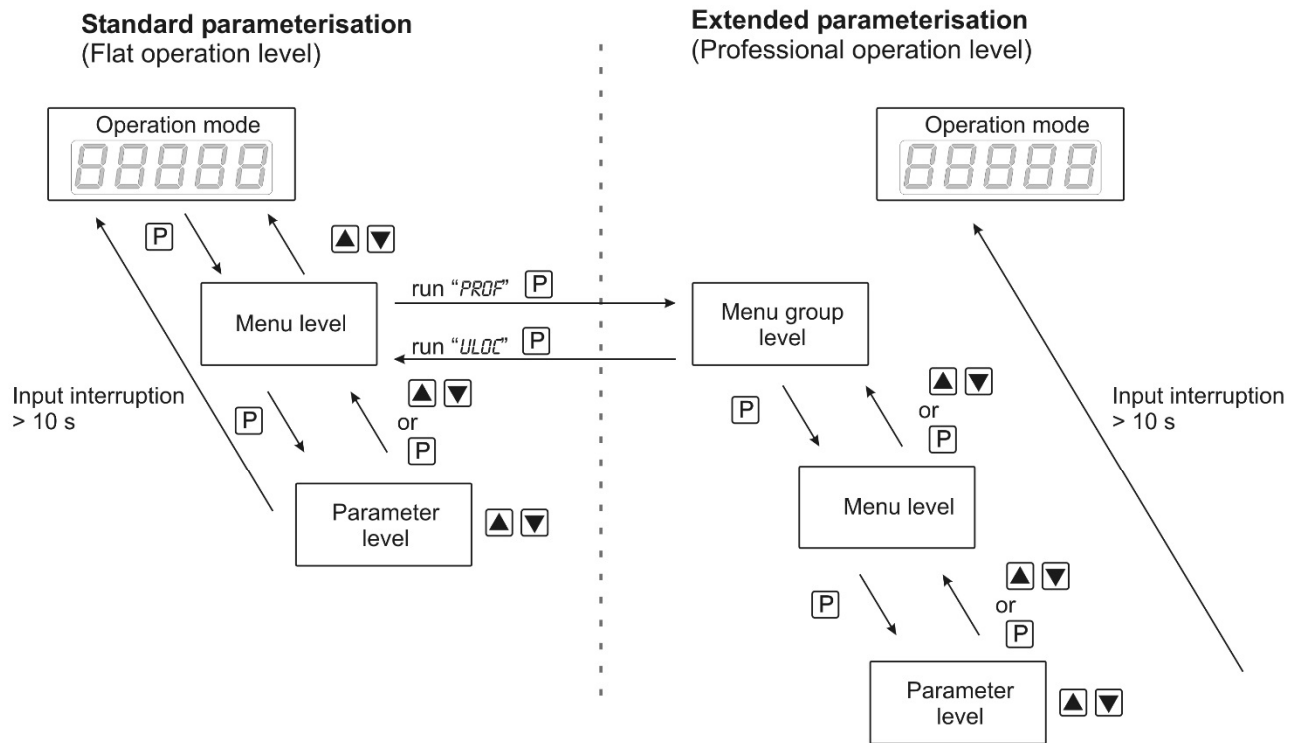 Standard parameterisation
(Flat operation level)
Operation mode
88888
P
▲ ▼
Menu level
run “PROF” P
run “ULOC” P
Input interruption
> 10 s
P
▲ ▼
or
P
Parameter
level
▲ ▼
Extended parameterisation
(Professional operation level)
Operation mode
88888
Menu group
level
P
▲ ▼
or
P
Input interruption
> 10 s
Menu level
P
▲ ▼
or
P
Parameter
level
▲ ▼